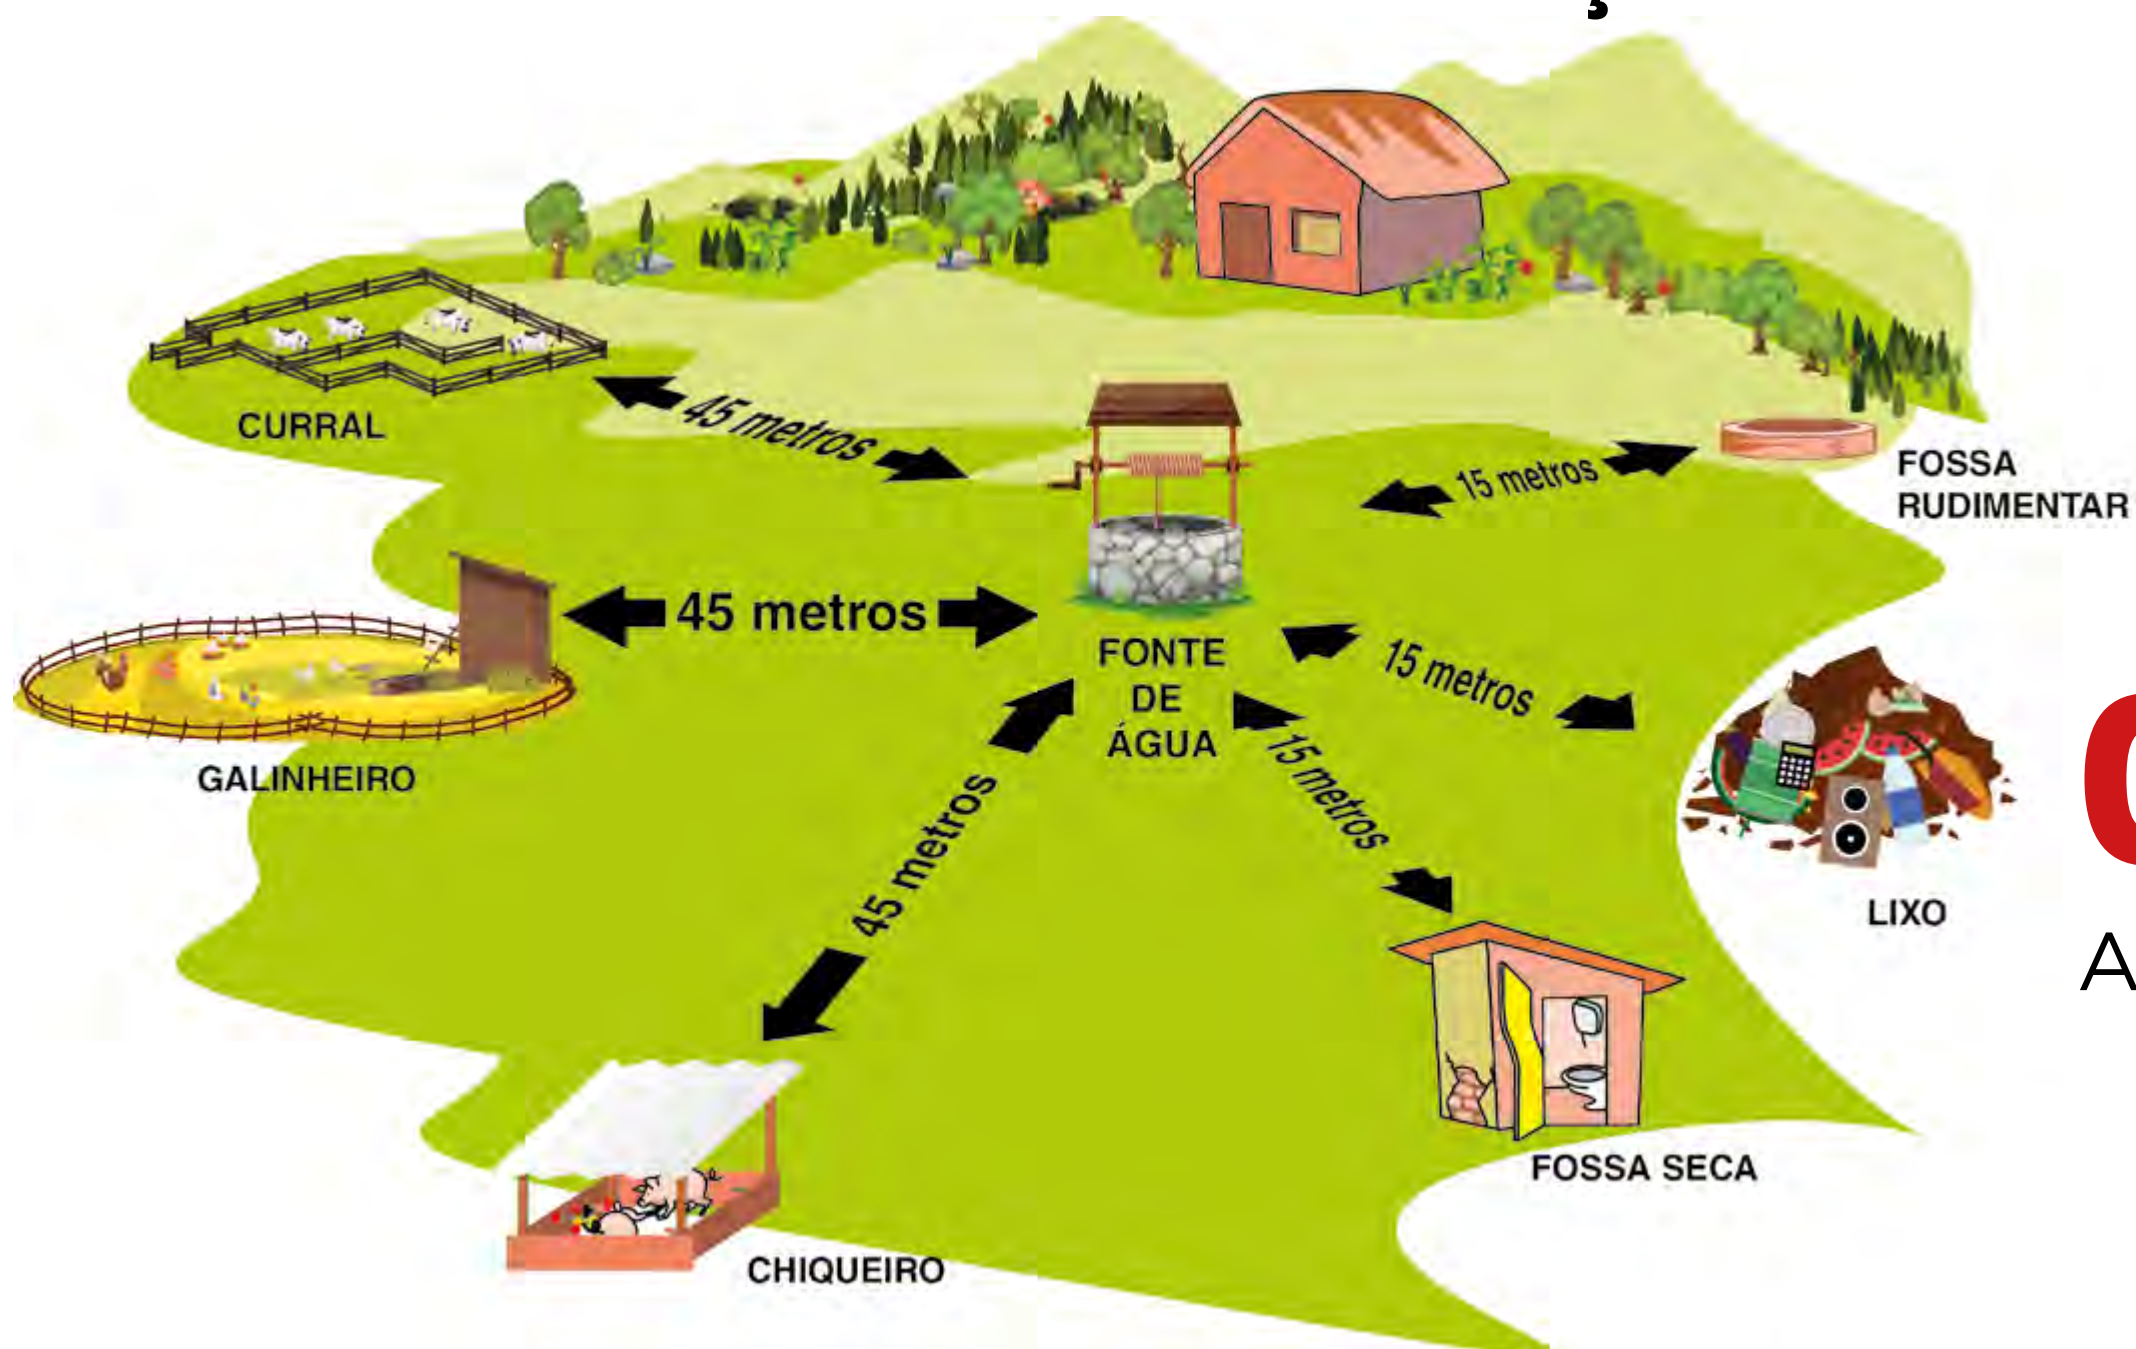 CURRAL
45 metros
15 metros
FOSSA
RUDIMENTAR
45 metros
GALINHEIRO
FONTE
DE
ÁGUA
15 metros
LIXO
45 metros
15 metros
FOSSA SECA
CHIQUEIRO
A